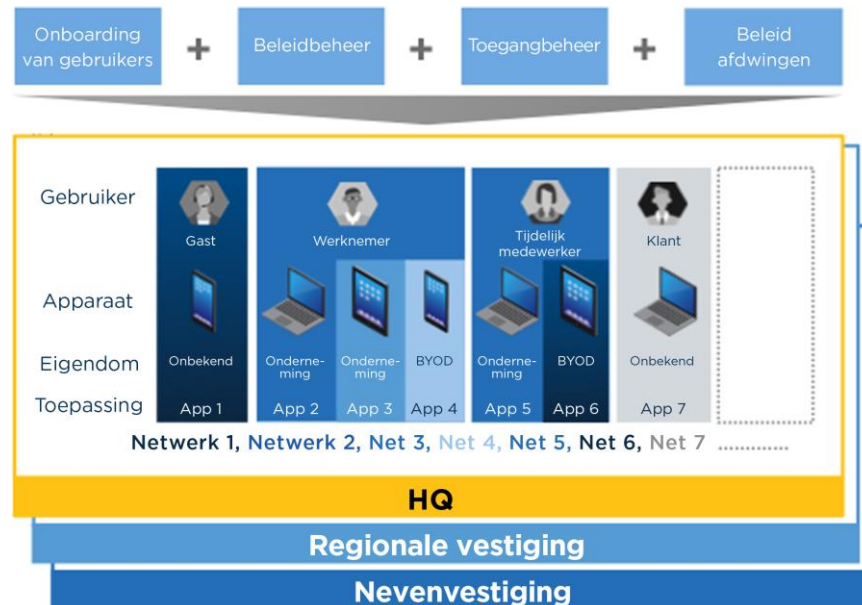 Onboarding
van gebruikers
+
Beleidbeheer
+
Toegangbeheer
+
Beleid
afdwingen
Gebruiker
Gast
Werknemer
Tijdelijk
medewerker
Klant
Apparaat
Eigendom
Onbekend
Onderne-
ming
Onderne-
ming
BYOD
Onderne-
ming
BYOD
Onbekend
Toepassing
App 1
App 2
App 3
App 4
App 5
App 6
App 7
Netwerk 1, Netwerk 2, Net 3, Net 4, Net 5, Net 6, Net 7 ............
HQ
Regionale vestiging
Nevenvestiging